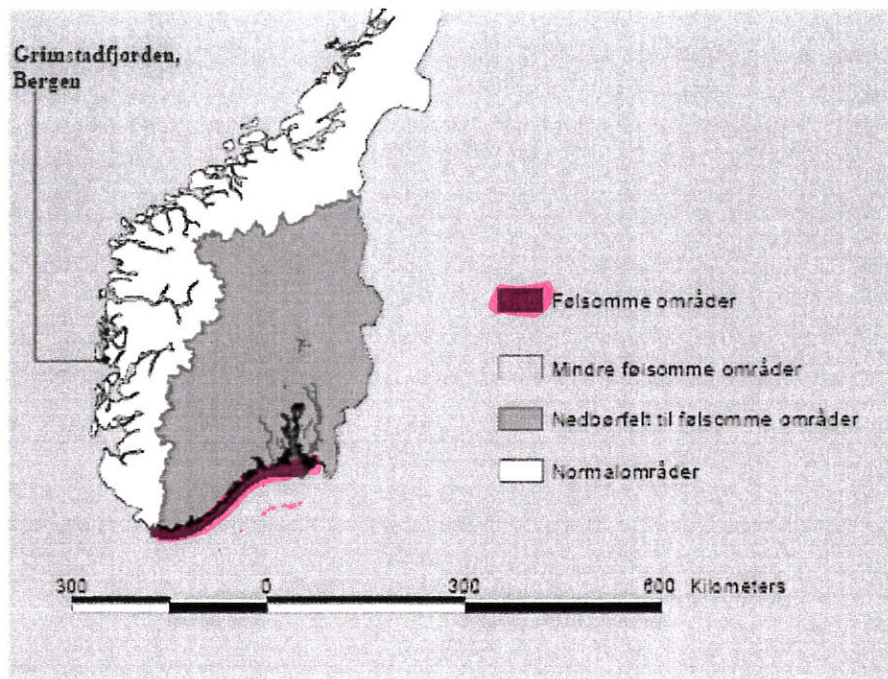 Grimstadfjorden,
Bergen
Følsomme områder
Mindre følsomme områder
Nedbørfelt til følsomme områder
Normalområder
300 0 300 600 Kilometers